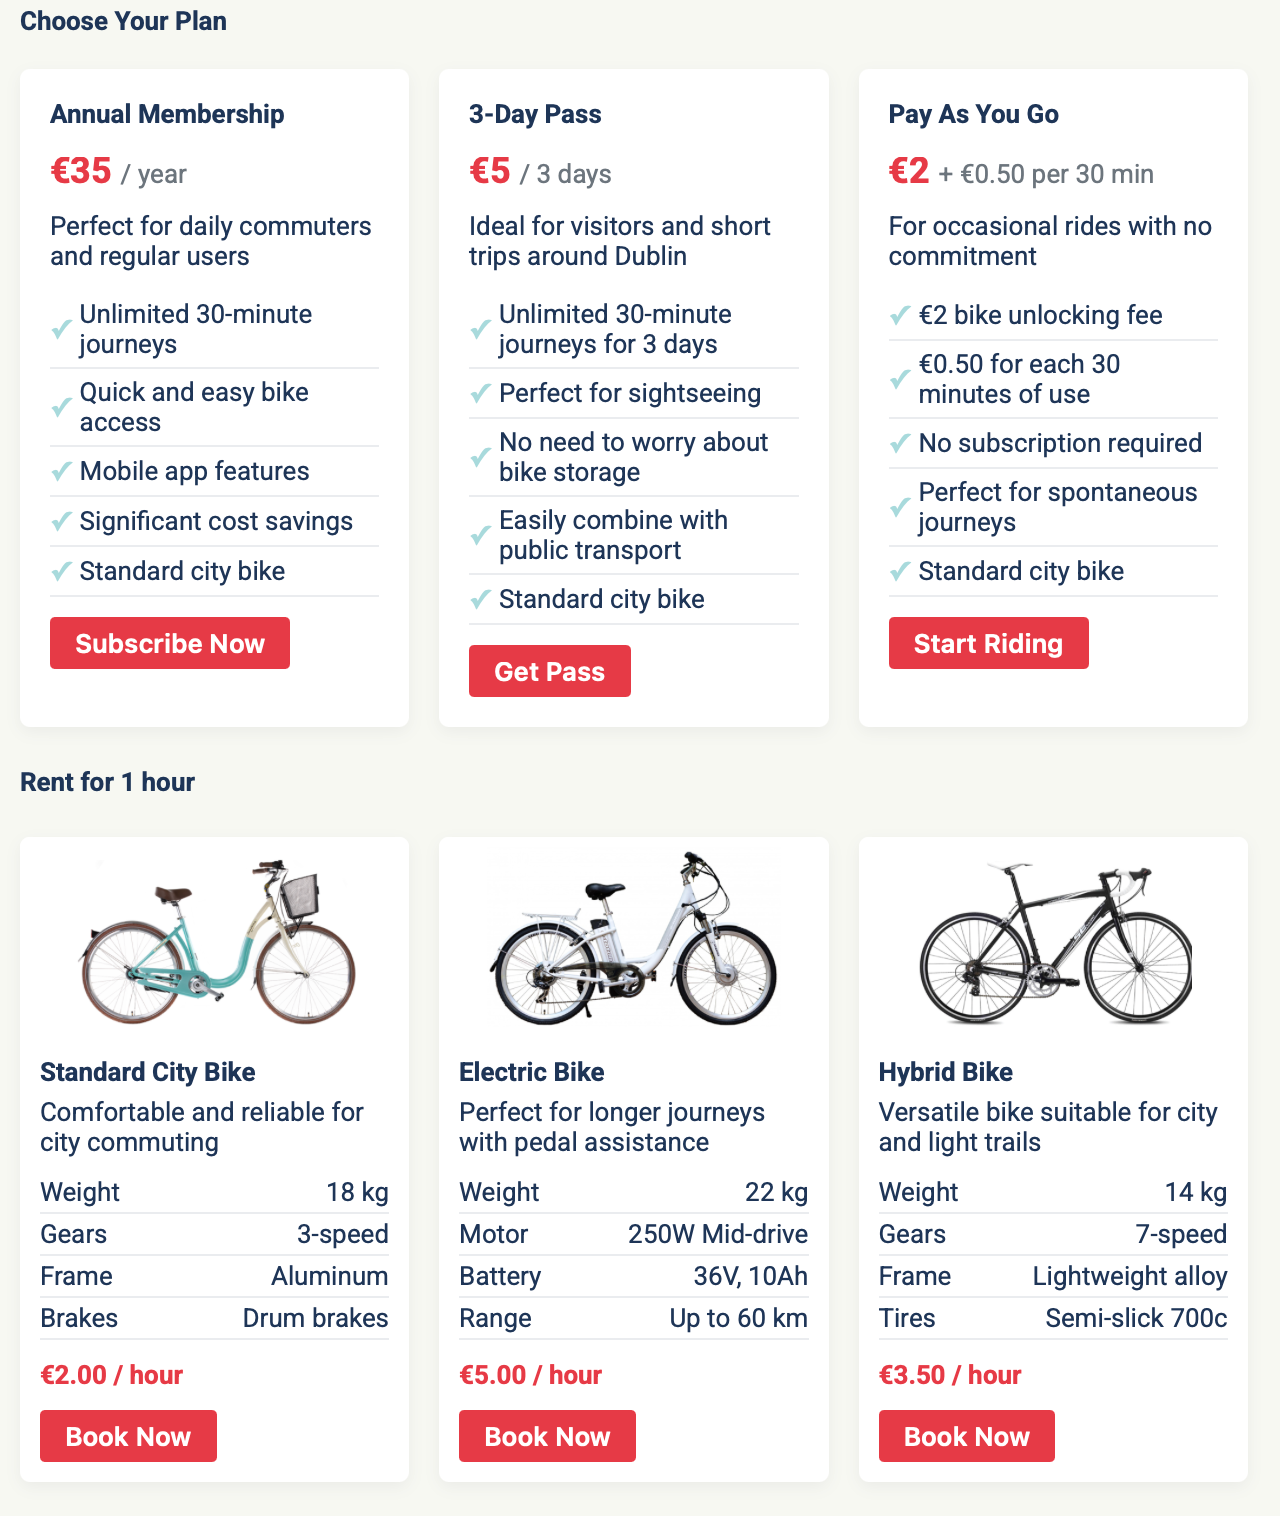 Choose Your Plan
Annual Membership
€35 / year
Perfect for daily commuters
and regular users
Unlimited 30-minute
journeys
Quick and easy bike
access
Mobile app features
Significant cost savings
Standard city bike
Subscribe Now
3-Day Pass
€5 / 3 days
Ideal for visitors and short
trips around Dublin
Unlimited 30-minute
journeys for 3 days
Perfect for sightseeing
No need to worry about
bike storage
Easily combine with
public transport
Standard city bike
Get Pass
Pay As You Go
€2 + €0.50 per 30 min
For occasional rides with no
commitment
€2 bike unlocking fee
€0.50 for each 30
minutes of use
No subscription required
Perfect for spontaneous
journeys
Standard city bike
Start Riding
Rent for 1 hour
Standard City Bike
Comfortable and reliable for
city commuting
Weight 18 kg
Gears 3-speed
Frame Aluminum
Brakes Drum brakes
€2.00 / hour
Book Now
Electric Bike
Perfect for longer journeys
with pedal assistance
Weight 22 kg
Motor 250W Mid-drive
Battery 36V, 10Ah
Range Up to 60 km
€5.00 / hour
Book Now
Hybrid Bike
Versatile bike suitable for city
and light trails
Weight 14 kg
Gears 7-speed
Frame Lightweight alloy
Tires Semi-slick 700c
€3.50 / hour
Book Now